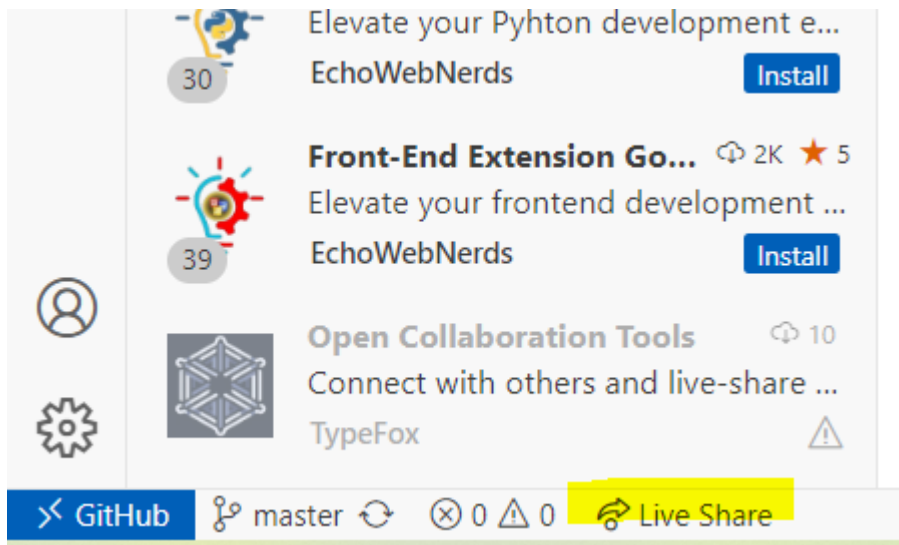 Elevate your Pyhton development e...
30
EchoWebNerds
Install
Front-End Extension Go... 2K ★ 5
Elevate your frontend development ...
39
EchoWebNerds
Install
Open Collaboration Tools 10
Connect with others and live-share ...
TypeFox
GitHub master 0 0 Live Share